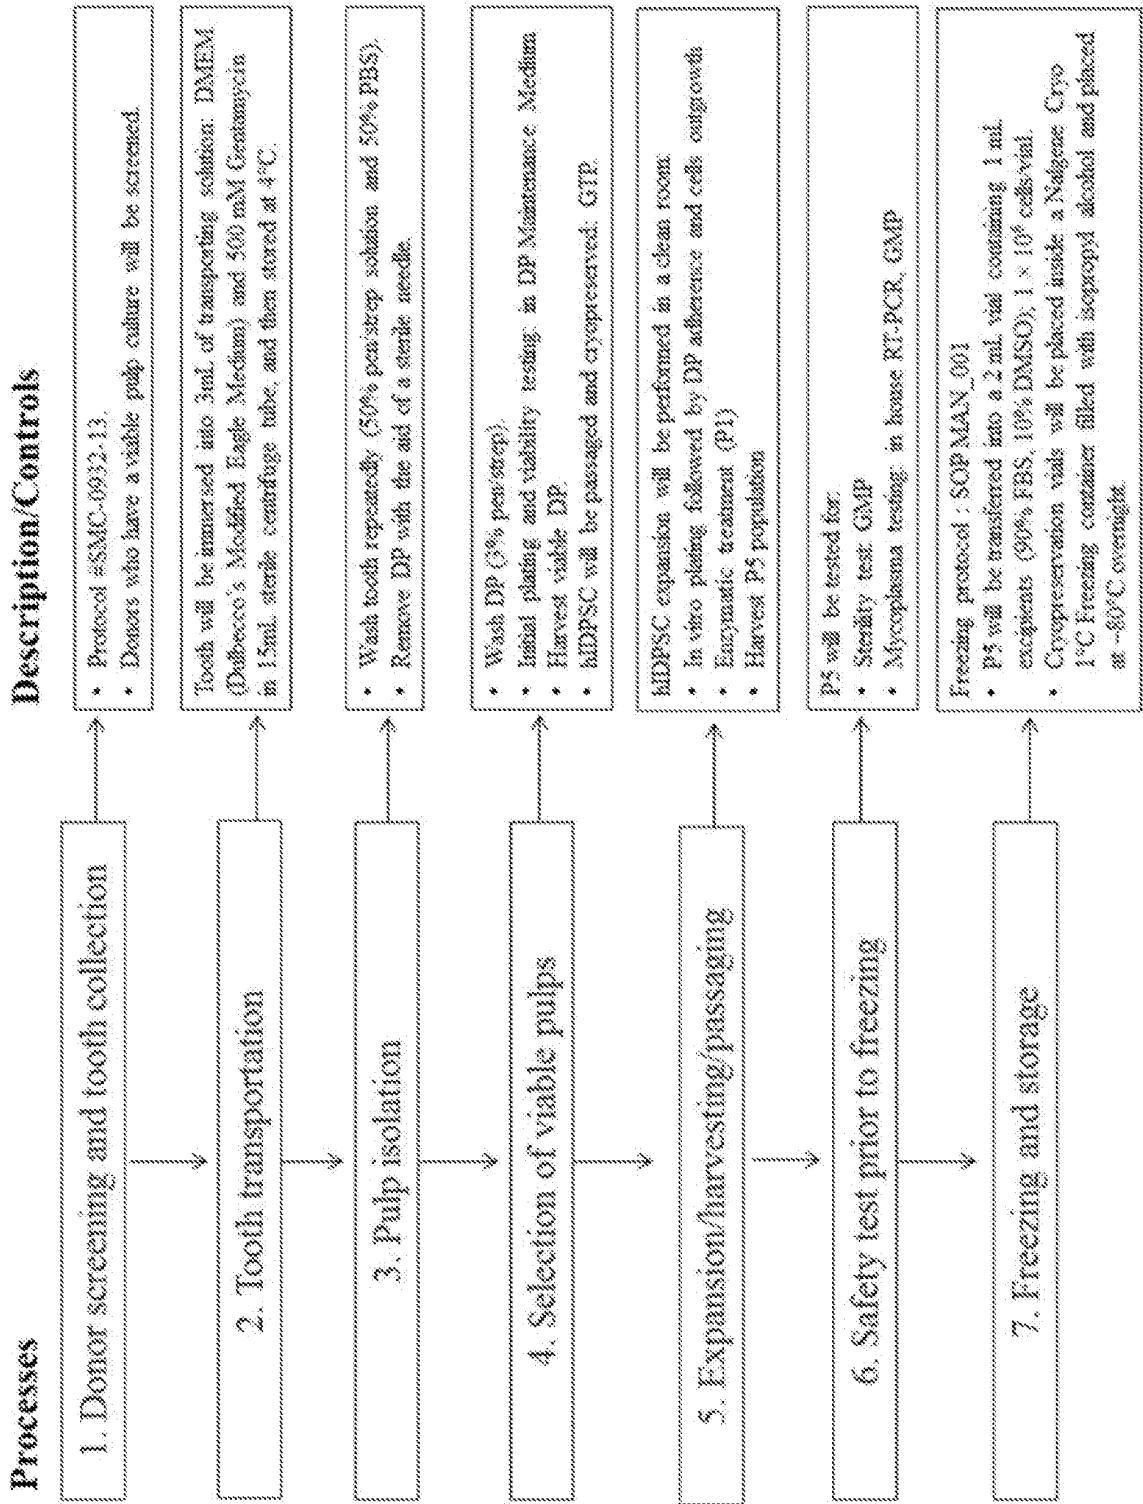 Processes
Description/Controls
1. Donor screening and tooth collection
• Protocol #SMC-0932-13.
• Donors who have a viable pulp culture will be screened.
2. Tooth transportation
Tooth will be immersed into 3mL of transporting solution: DMEM
(Dulbecco's Modified Eagle Medium) and 500 mM Gentamycin
in 15mL sterile centrifuge tube, and then stored at 4°C.
3. Pulp isolation
• Wash tooth repeatedly (50% pen/strep solution and 50% PBS).
• Remove DP with the aid of a sterile needle.
4. Selection of viable pulps
• Wash DP (3% pen/strep).
• Initial plating and viability testing: in DP Maintenance Medium
• Harvest viable DP.
• hIDPSC will be passaged and cryopreserved: GTP.
5. Expansion/harvesting/passaging
hIDPSC expansion will be performed in a clean room:
• In vitro plating followed by DP adherence and cells outgrowth
• Enzymatic treatment (P1)
• Harvest P5 population
6. Safety test prior to freezing
P5 will be tested for:
• Sterility test: GMP
• Mycoplasma testing: in house RT-PCR, GMP
7. Freezing and storage
Freezing protocol : SOP MAN_001
• P5 will be transferred into a 2 mL vial containing 1 mL
excipients (90% FBS, 10% DMSO); 1 × 10⁶ cells/vial.
• Cryopreservation vials will be placed inside a Nalgene Cryo
1°C Freezing container filled with isopropyl alcohol and placed
at −80°C overnight.